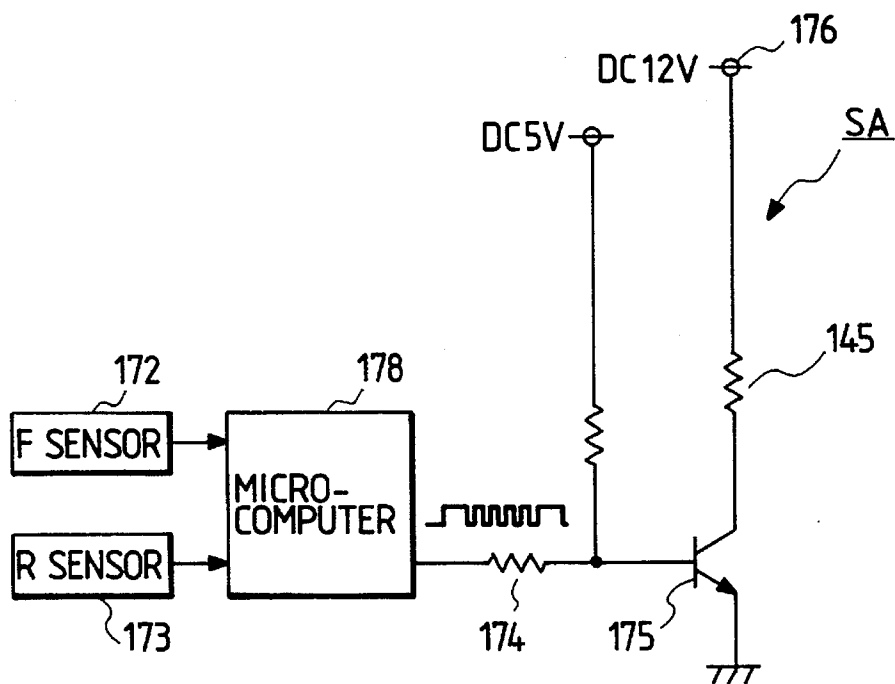 176
DC12V
SA
DC5V
145
172
178
F SENSOR
MICRO-
COMPUTER
R SENSOR
173
174
175